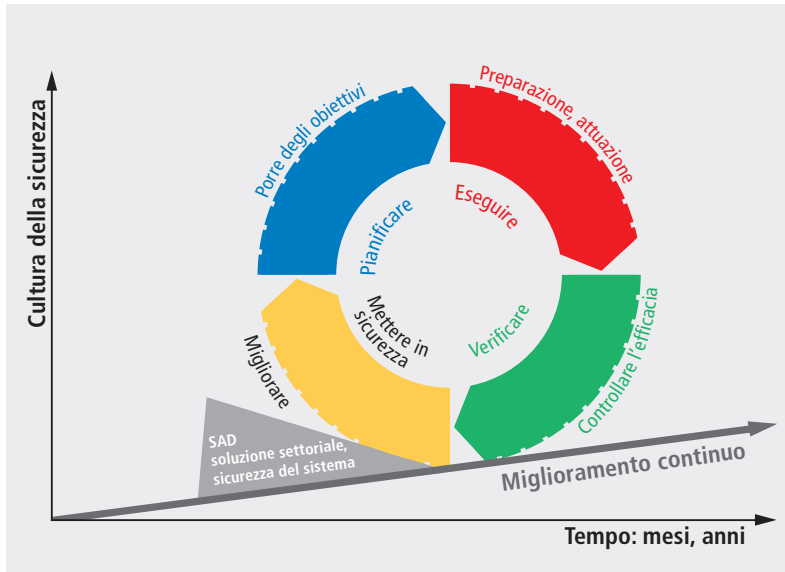 Cultura della sicurezza
Porre degli obiettivi
Pianificare
Preparazione, attuazione
Eseguire
Verificare
Controllare l'efficacia
Mettere in
sicurezza
Migliorare
SAD
soluzione settoriale,
sicurezza del sistema
Miglioramento continuo
Tempo: mesi, anni